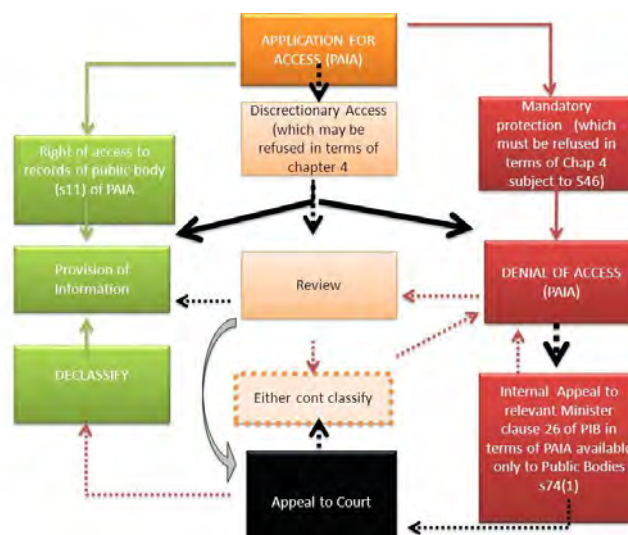 APPLICATION FOR
ACCESS (PAIA)
Discrectionary Access
(which may be
refused in terms of
chapter 4
Mandatory
protection (which
must be refused in
terms of Chap 4
subject to S46)
Right of access to
records of public body
(s11) of PAIA
Provision of
Information
Review
DENIAL OF ACCESS
(PAIA)
DECLASSIFY
Either cont classify
Internal Appeal to
relevant Minister
clause 26 of PIB in
terms of PAIA available
only to Public Bodies
s74(1)
Appeal to Court